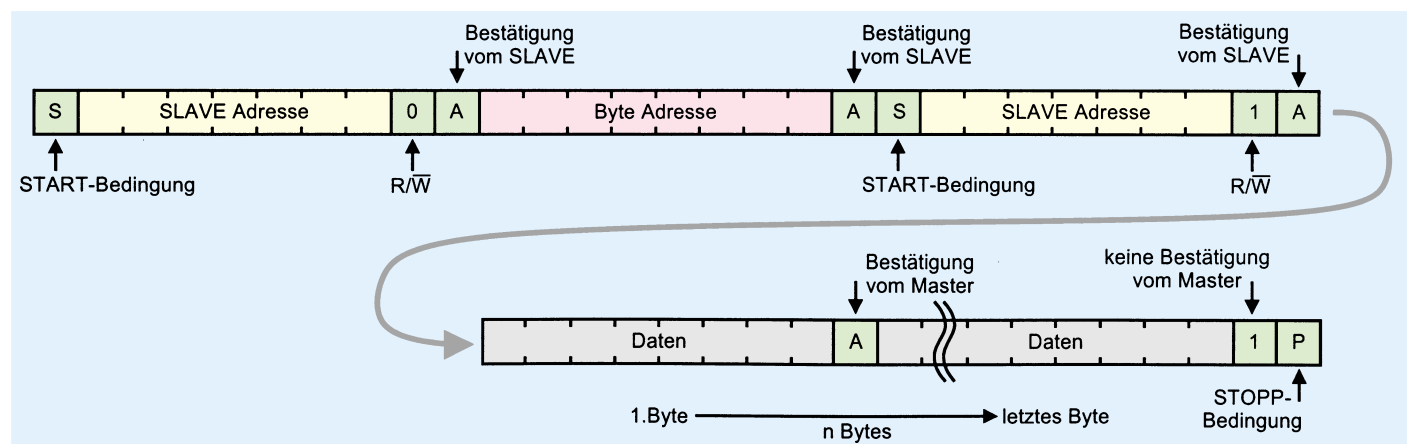 Bestätigung
vom SLAVE
Bestätigung
vom SLAVE
Bestätigung
vom SLAVE
S SLAVE Adresse 0 A Byte Adresse A S SLAVE Adresse 1 A
START-Bedingung
R/W̅
START-Bedingung
R/W̅
Bestätigung
vom Master
keine Bestätigung
vom Master
Daten A Daten 1 P
STOPP-
Bedingung
1.Byte
letztes Byte
n Bytes